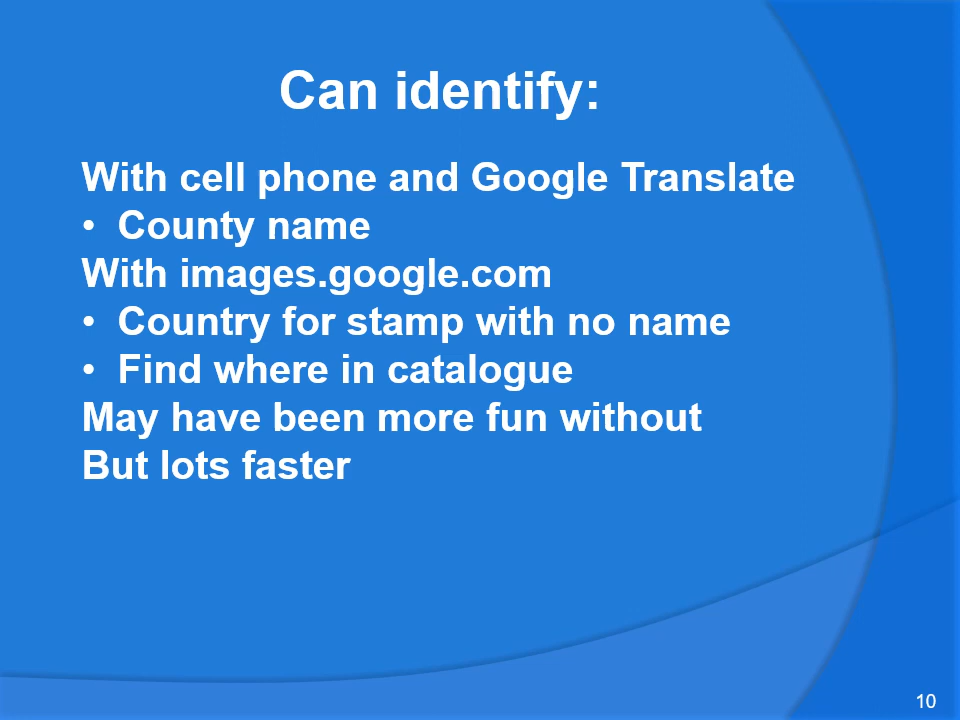 Can identify:
With cell phone and Google Translate
• County name
With images.google.com
• Country for stamp with no name
• Find where in catalogue
May have been more fun without
But lots faster
10